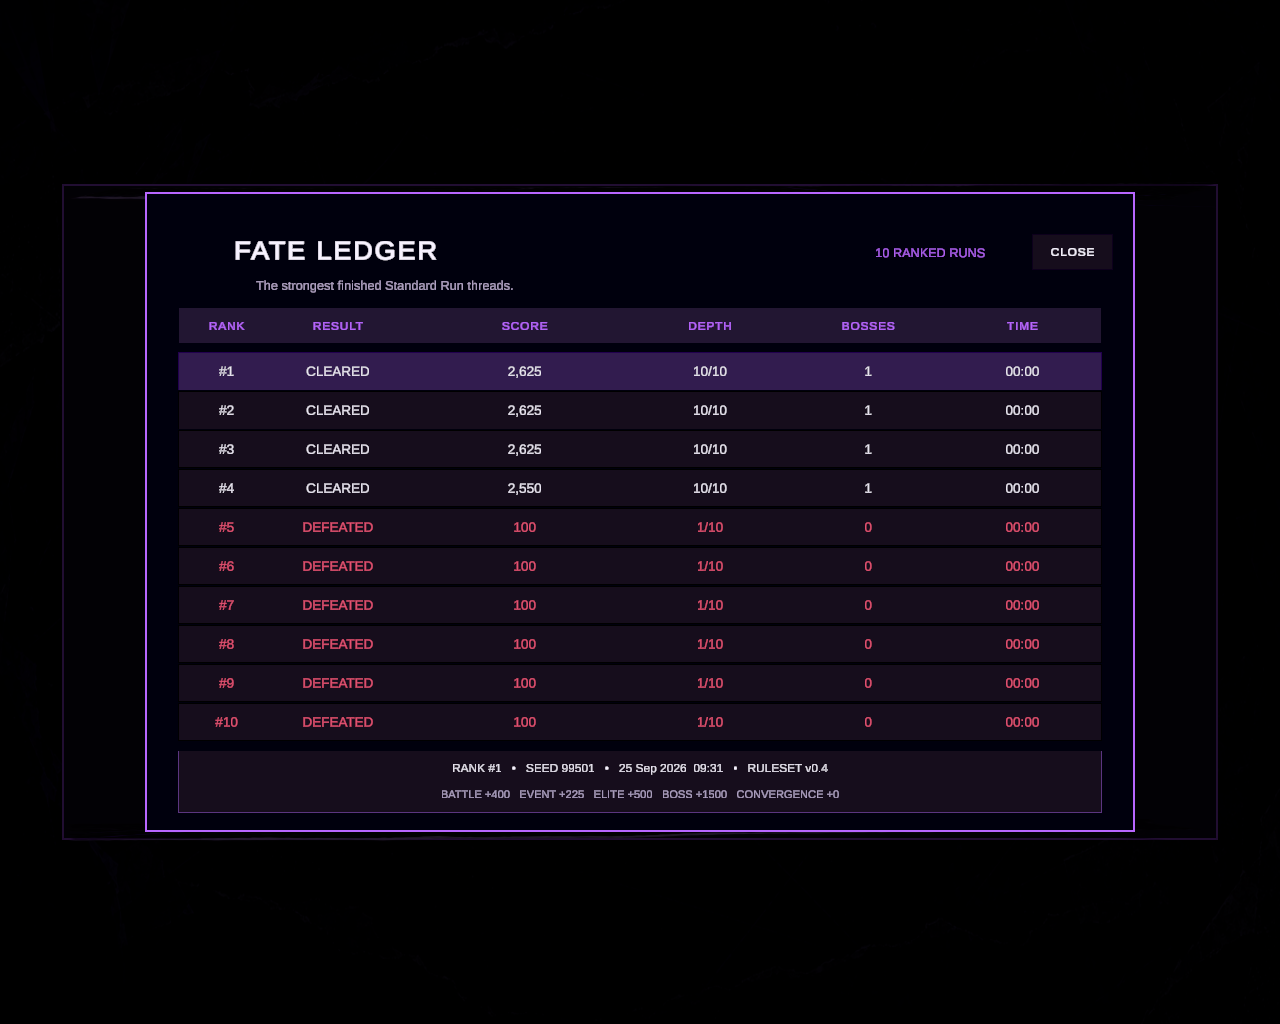 FATE LEDGER
10 RANKED RUNS
CLOSE
The strongest finished Standard Run threads.
RANK RESULT SCORE DEPTH BOSSES TIME
#1 CLEARED 2,625 10/10 1 00:00
#2 CLEARED 2,625 10/10 1 00:00
#3 CLEARED 2,625 10/10 1 00:00
#4 CLEARED 2,550 10/10 1 00:00
#5 DEFEATED 100 1/10 0 00:00
#6 DEFEATED 100 1/10 0 00:00
#7 DEFEATED 100 1/10 0 00:00
#8 DEFEATED 100 1/10 0 00:00
#9 DEFEATED 100 1/10 0 00:00
#10 DEFEATED 100 1/10 0 00:00
RANK #1 • SEED 99501 • 25 Sep 2026 09:31 • RULESET v0.4
BATTLE +400 EVENT +225 ELITE +500 BOSS +1500 CONVERGENCE +0